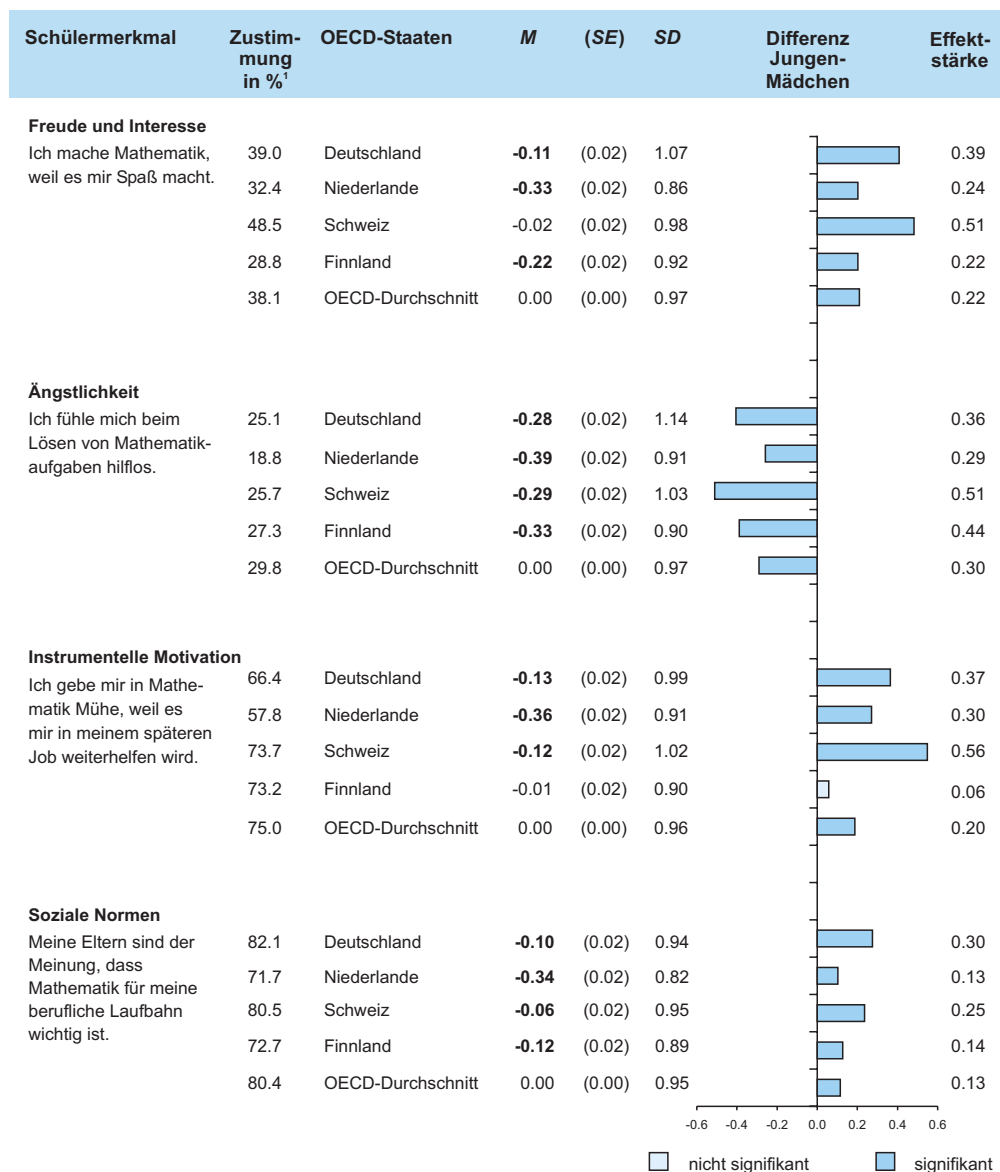 Schülermerkmal Zustim- OECD-Staaten M (SE) SD Differenz Effekt-
mung Jungen- stärke
in %¹ Mädchen
Freude und Interesse
Ich mache Mathematik, 39.0 Deutschland -0.11 (0.02) 1.07 0.39
weil es mir Spaß macht.
32.4 Niederlande -0.33 (0.02) 0.86 0.24
48.5 Schweiz -0.02 (0.02) 0.98 0.51
28.8 Finnland -0.22 (0.02) 0.92 0.22
38.1 OECD-Durchschnitt 0.00 (0.00) 0.97 0.22
Ängstlichkeit
Ich fühle mich beim 25.1 Deutschland -0.28 (0.02) 1.14 0.36
Lösen von Mathematik-
aufgaben hilflos. 18.8 Niederlande -0.39 (0.02) 0.91 0.29
25.7 Schweiz -0.29 (0.02) 1.03 0.51
27.3 Finnland -0.33 (0.02) 0.90 0.44
29.8 OECD-Durchschnitt 0.00 (0.00) 0.97 0.30
Instrumentelle Motivation
Ich gebe mir in Mathe- 66.4 Deutschland -0.13 (0.02) 0.99 0.37
matik Mühe, weil es 57.8 Niederlande -0.36 (0.02) 0.91 0.30
mir in meinem späteren
Job weiterhelfen wird. 73.7 Schweiz -0.12 (0.02) 1.02 0.56
73.2 Finnland -0.01 (0.02) 0.90 0.06
75.0 OECD-Durchschnitt 0.00 (0.00) 0.96 0.20
Soziale Normen
Meine Eltern sind der 82.1 Deutschland -0.10 (0.02) 0.94 0.30
Meinung, dass
Mathematik für meine 71.7 Niederlande -0.34 (0.02) 0.82 0.13
berufliche Laufbahn 80.5 Schweiz -0.06 (0.02) 0.95 0.25
wichtig ist.
72.7 Finnland -0.12 (0.02) 0.89 0.14
80.4 OECD-Durchschnitt 0.00 (0.00) 0.95 0.13
-0.6 -0.4 -0.2 0.0 0.2 0.4 0.6
nicht signifikant signifikant